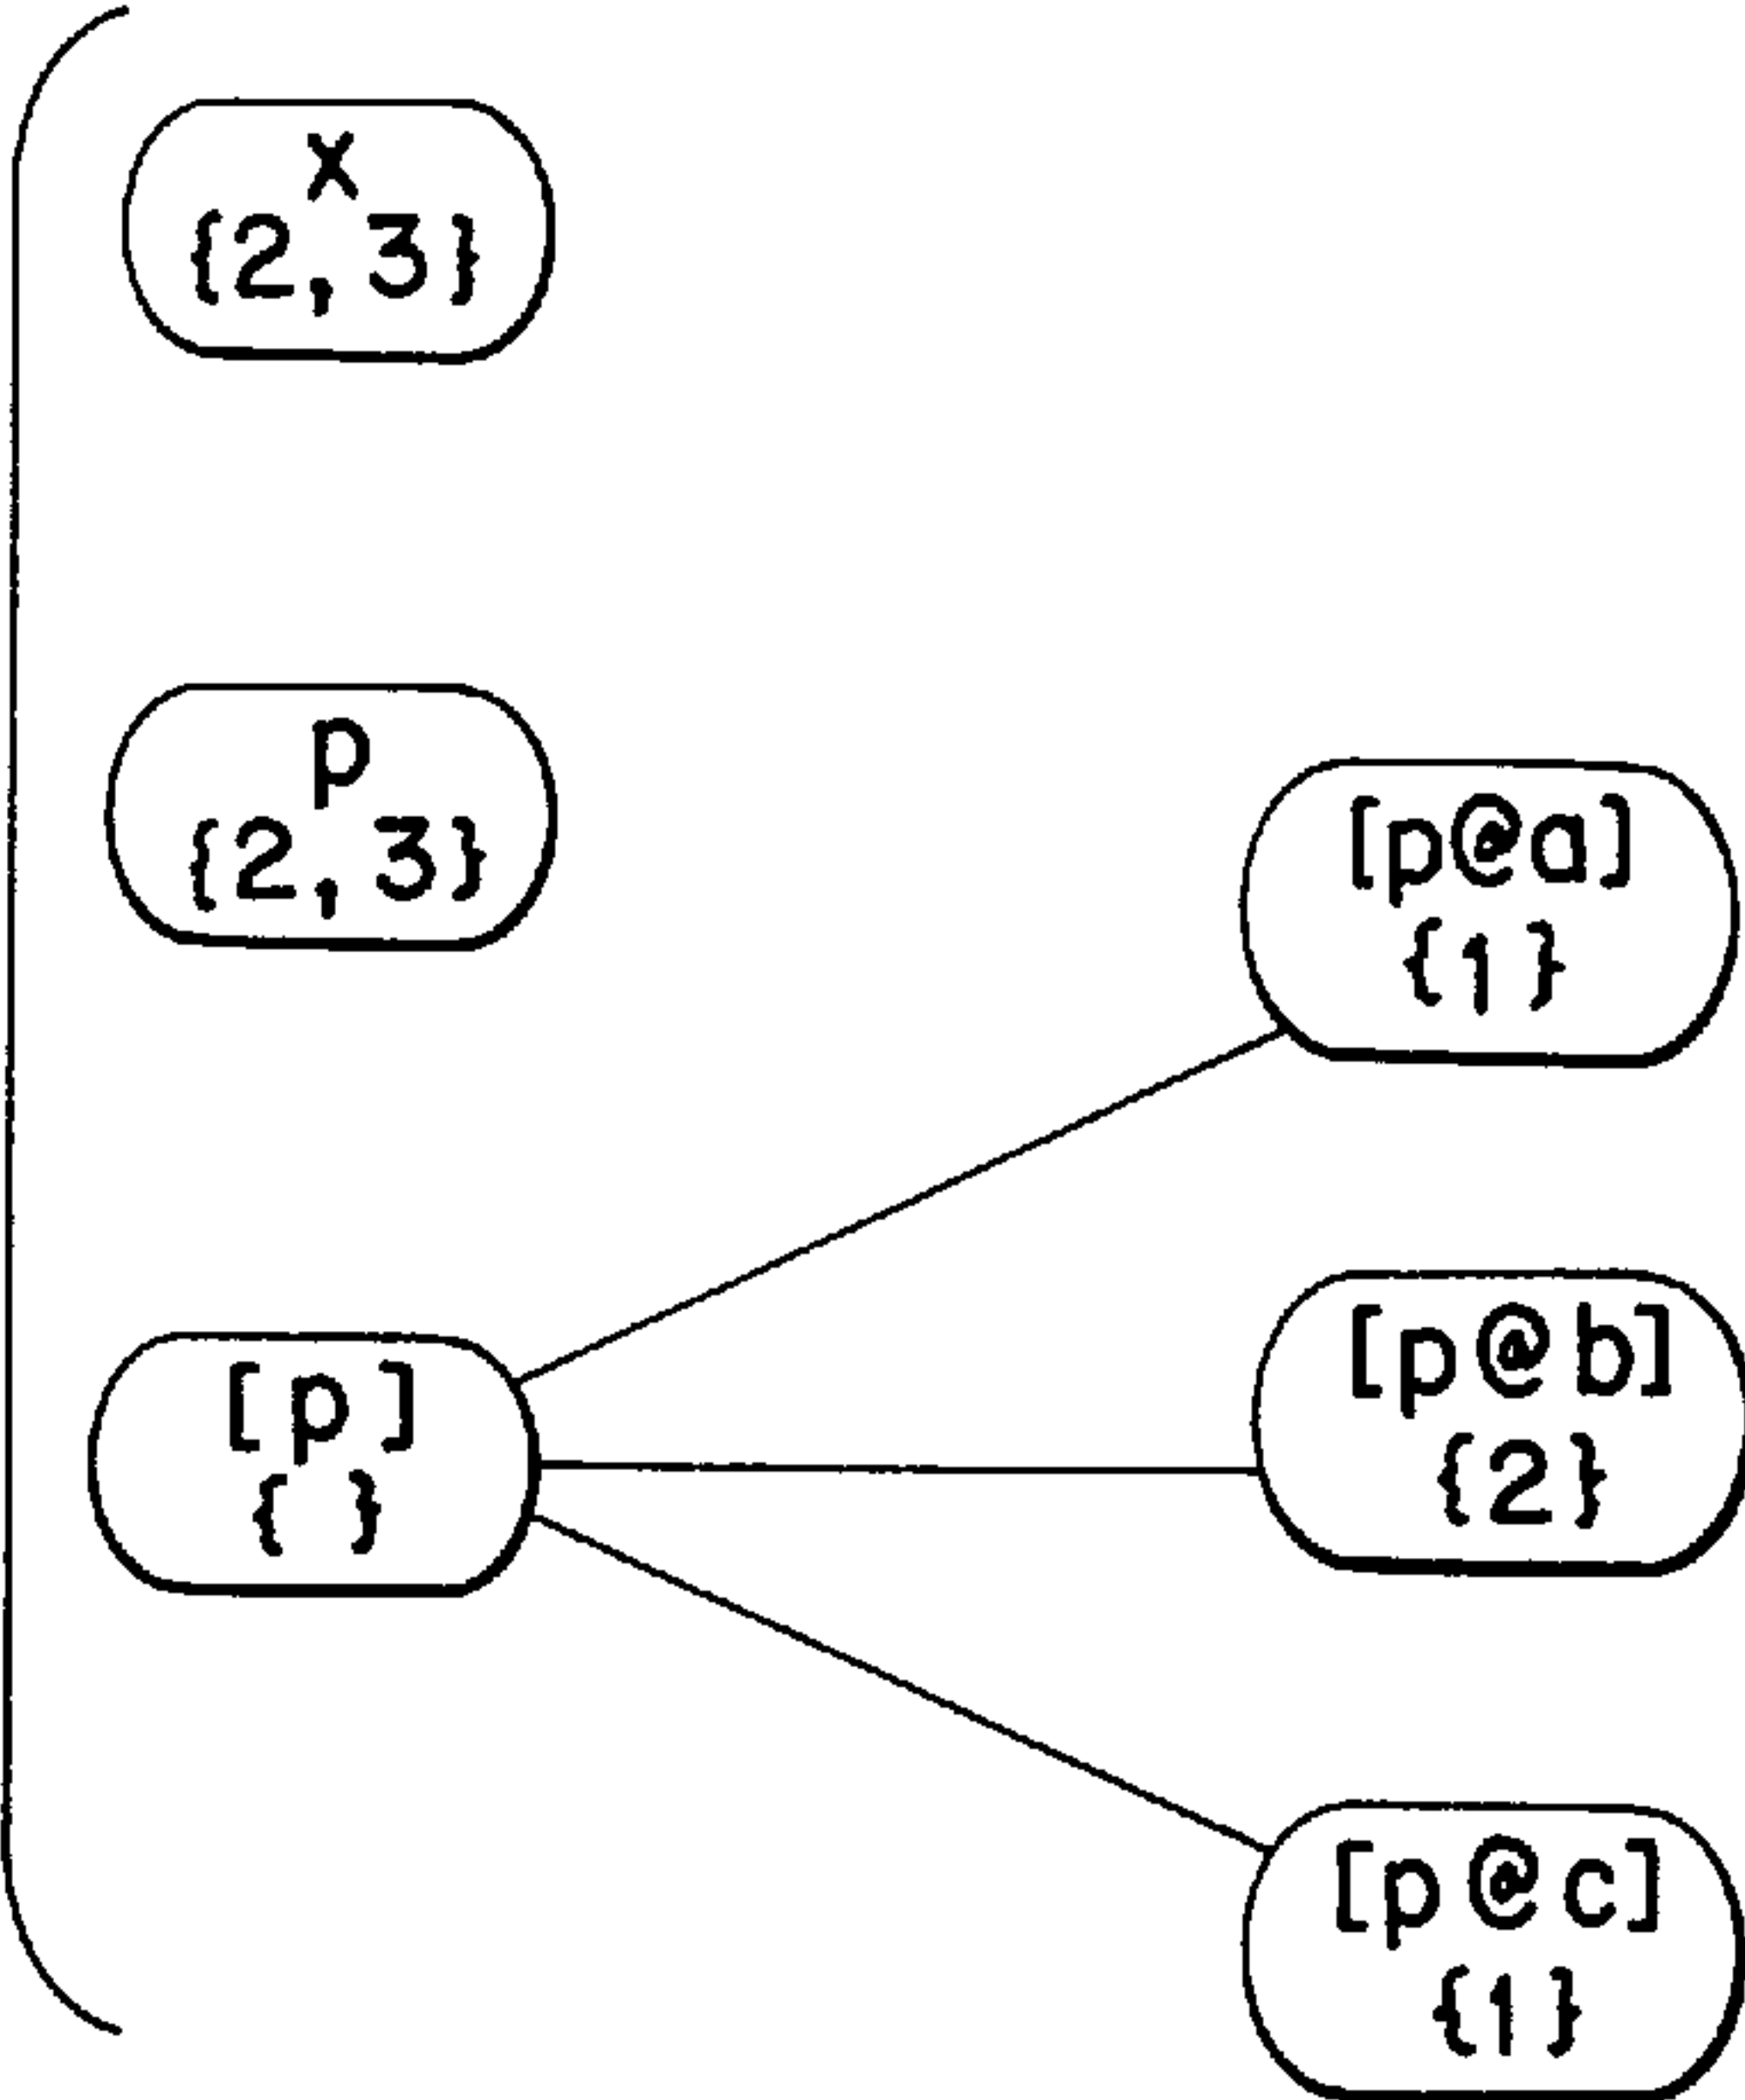 X
{2,3}
p
{2,3}
[p@a]
{1}
[p]
{ }
[p@b]
{2}
[p@c]
{1}